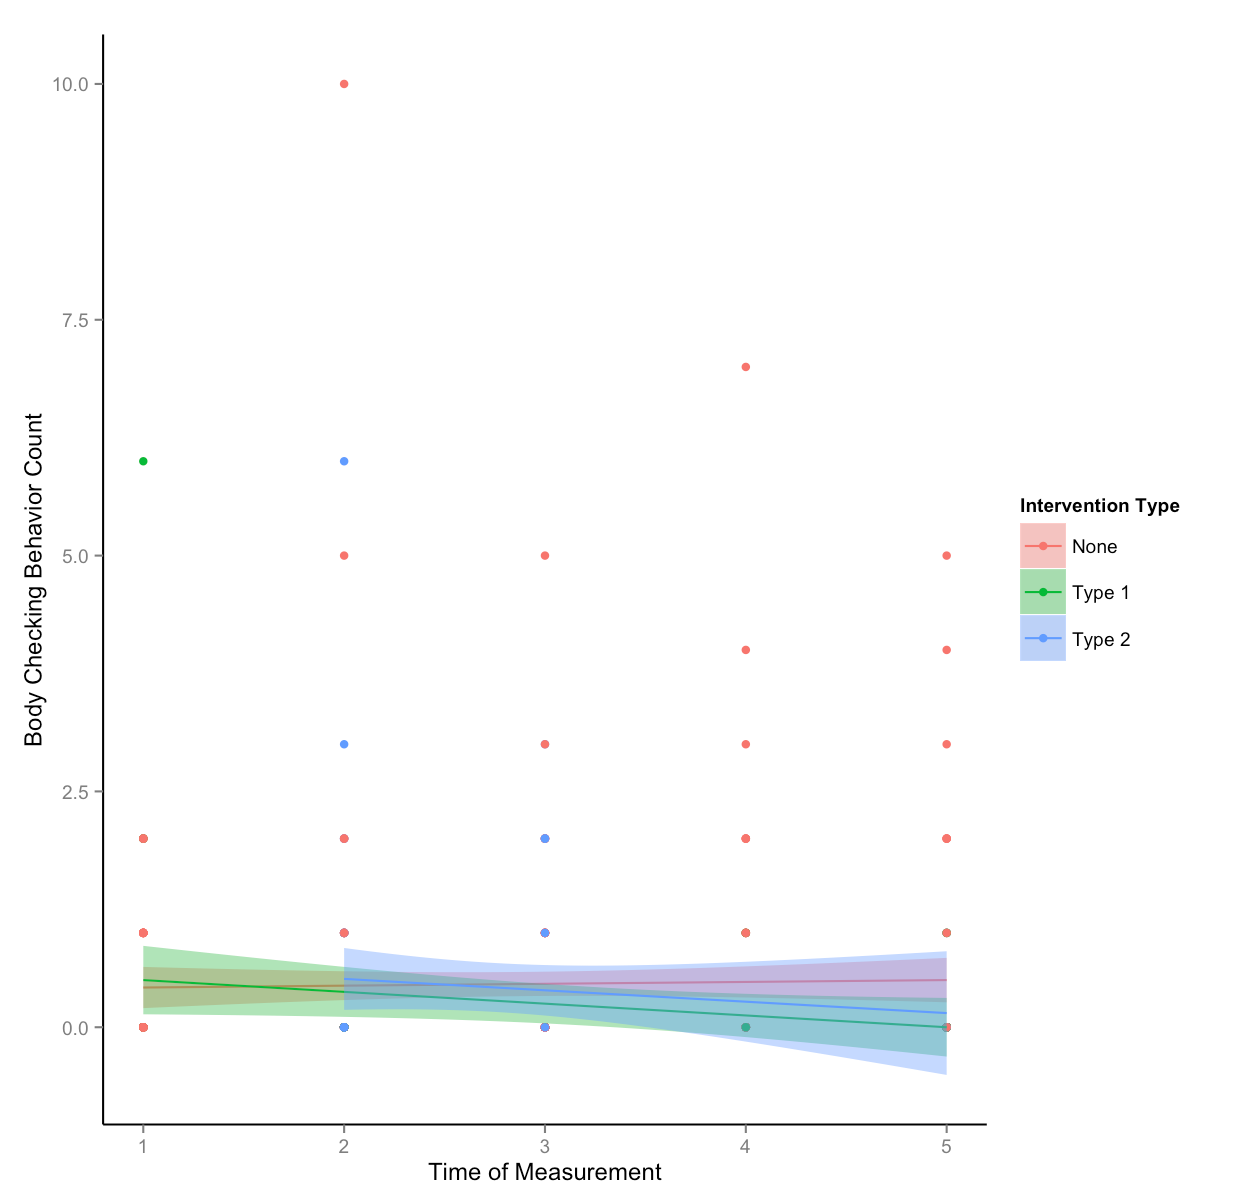 10.0
7.5
5.0
2.5
0.0
Body Checking Behavior Count
1 2 3 4 5
Time of Measurement
Intervention Type
None
Type 1
Type 2